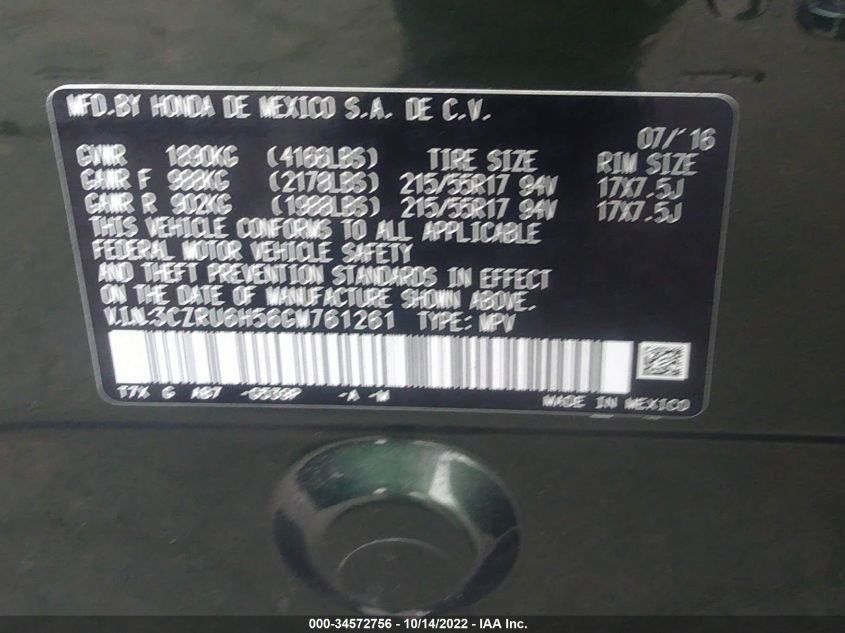 MFD.BY HONDA DE MEXICO S.A. DE C.V.
07/'16
GVWR 1890KG (4168LBS) TIRE SIZE RIM SIZE
GAWR F 988KG (2178LBS) 215/55R17 94V 17X7.5J
GAWR R 902KG (1988LBS) 215/55R17 94V 17X7.5J
THIS VEHICLE CONFORMS TO ALL APPLICABLE
FEDERAL MOTOR VEHICLE SAFETY
AND THEFT PREVENTION STANDARDS IN EFFECT
ON THE DATE OF MANUFACTURE SHOWN ABOVE.
V.I.N.3CZRU6H56GM761261 TYPE: MPV
T7X G AB7 -G539P -A -M MADE IN MEXICO
000-34572756 - 10/14/2022 - IAA Inc.